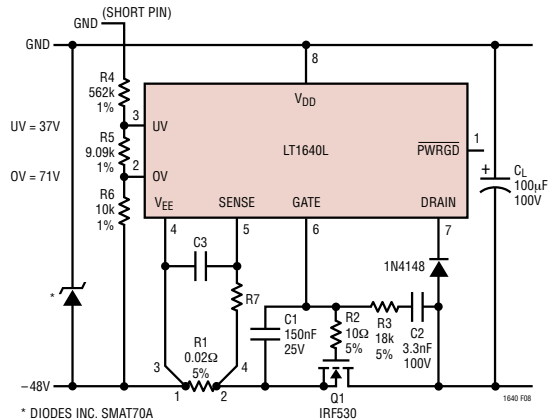 (SHORT PIN)
GND
GND
R4
562k
1%
8
V_DD
3
UV
LT1640L
PWRGD
1
UV = 37V
R5
9.09k
1%
2
OV
OV = 71V
R6
10k
1%
V_EE
SENSE
GATE
DRAIN
+
C_L
100µF
100V
4
5
6
7
C3
1N4148
*
R7
C1
150nF
25V
R2
10Ω
5%
R3
18k
5%
C2
3.3nF
100V
R1
0.02Ω
5%
3
4
–48V
1
2
Q1
IRF530
1640 F08
* DIODES INC. SMAT70A